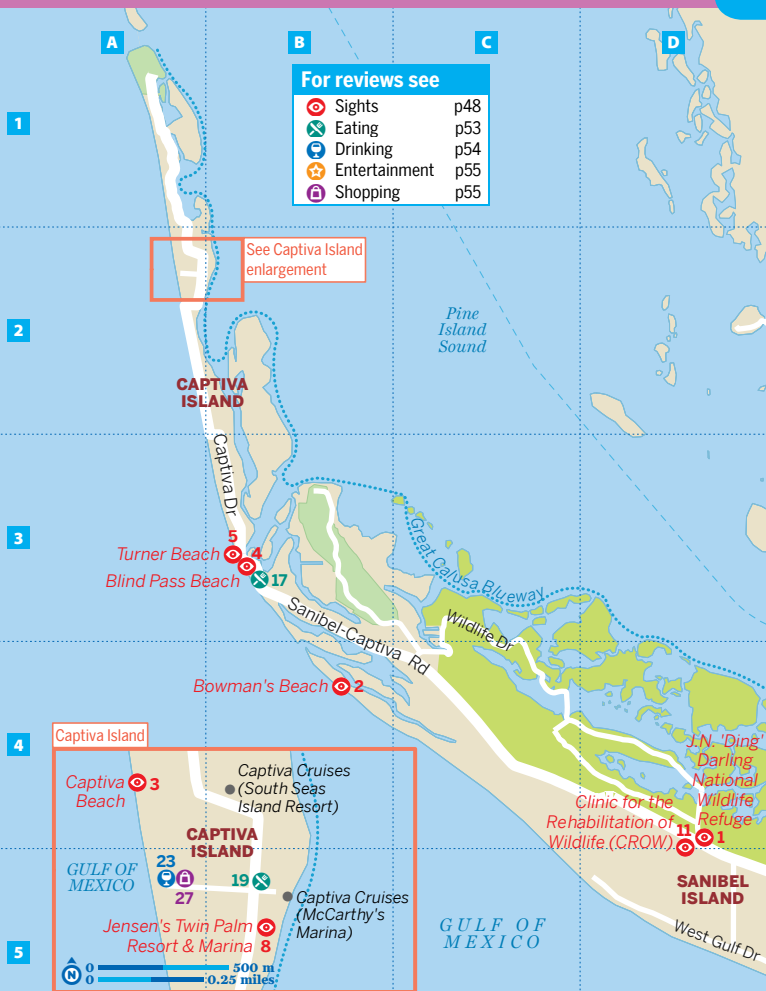 A
B
C
D
For reviews see
Sights p48
Eating p53
Drinking p54
Entertainment p55
Shopping p55
1
See Captiva Island
enlargement
Pine
Island
Sound
2
CAPTIVA
ISLAND
Captiva Dr
3
5
Turner Beach
4
Blind Pass Beach
17
Great Calusa Blueway
Sanibel-Captiva Rd
Wildlife Dr
Bowman's Beach
2
4
J.N. 'Ding'
Darling
National
Wildlife
Refuge
1
Clinic for the
Rehabilitation of
Wildlife (CROW)
11
SANIBEL
ISLAND
West Gulf Dr
GULF OF
MEXICO
Captiva Island
Captiva
Beach
3
Captiva Cruises
(South Seas
Island Resort)
CAPTIVA
ISLAND
GULF OF
MEXICO
23
27
19
Captiva Cruises
(McCarthy's
Marina)
Jensen's Twin Palm
Resort & Marina
8
5
N
0 500 m
0 0.25 miles